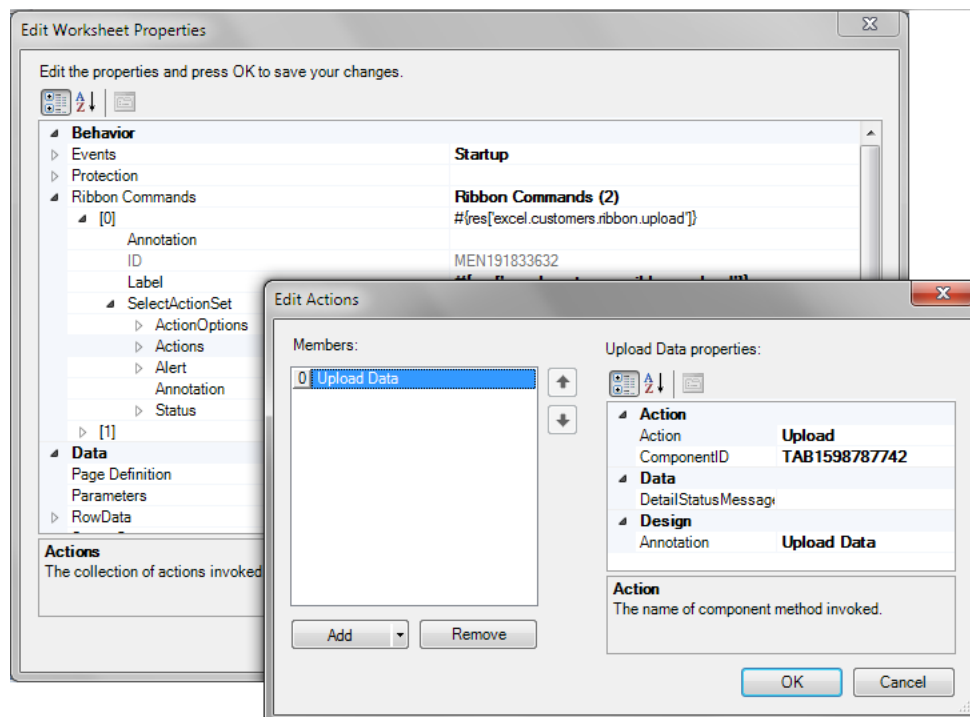 Edit Worksheet Properties
Edit the properties and press OK to save your changes.
Behavior
Events Startup
Protection
Ribbon Commands Ribbon Commands (2)
[0] #{res['excel.customers.ribbon.upload']}
Annotation
ID MEN191833632
Label
SelectActionSet
ActionOptions
Actions
Alert
Annotation
Status
[1]
Data
Page Definition
Parameters
RowData
Actions
The collection of actions invoked
Edit Actions
Members:
0 Upload Data
Add
Remove
Upload Data properties:
Action
Action Upload
ComponentID TAB1598787742
Data
DetailStatusMessage
Design
Annotation Upload Data
Action
The name of component method invoked.
OK
Cancel